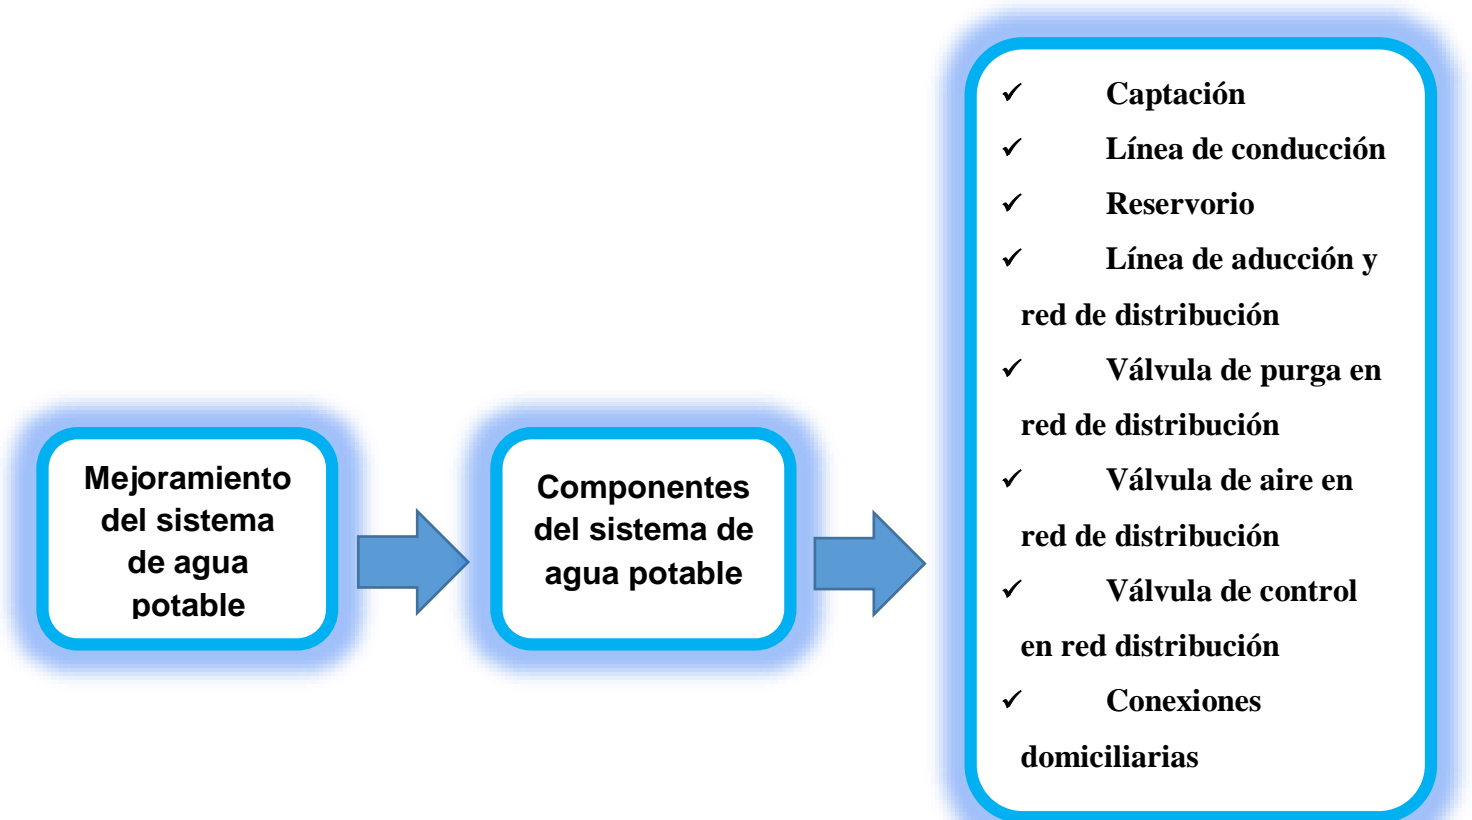 Mejoramiento
del sistema
de agua
potable
Componentes
del sistema de
agua potable
✓ Captación
✓ Línea de conducción
✓ Reservorio
✓ Línea de aducción y
red de distribución
✓ Válvula de purga en
red de distribución
✓ Válvula de aire en
red de distribución
✓ Válvula de control
en red distribución
✓ Conexiones
domiciliarias